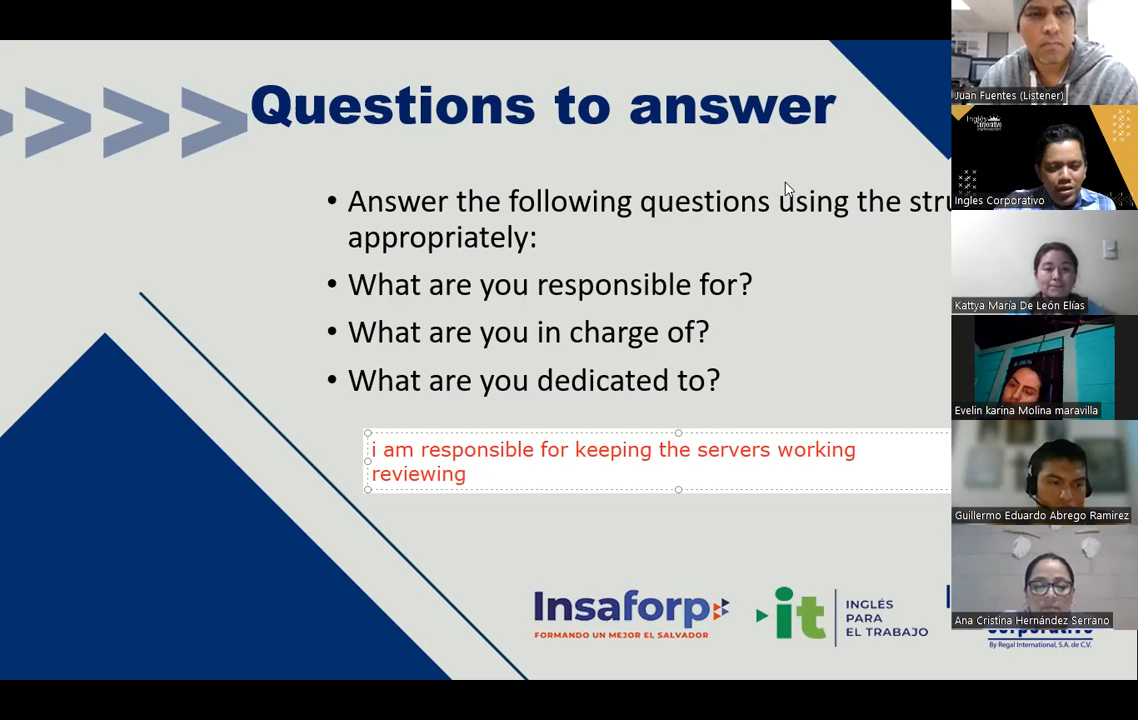 Questions to answer
• Answer the following questions using the
appropriately:
• What are you responsible for?
• What are you in charge of?
• What are you dedicated to?
i am responsible for keeping the servers working
reviewing
Insaforp
FORMANDO UN MEJOR EL SALVADOR
it
INGLÉS
PARA
EL TRABAJO
By Regal International, S.A. de C.V.
Juan Fuentes (Listener)
Inglés
Corporativo
Ingles Corporativo
Kattya María De León Elías
Evelin karina Molina maravilla
Guillermo Eduardo Abrego Ramirez
Ana Cristina Hernández Serrano